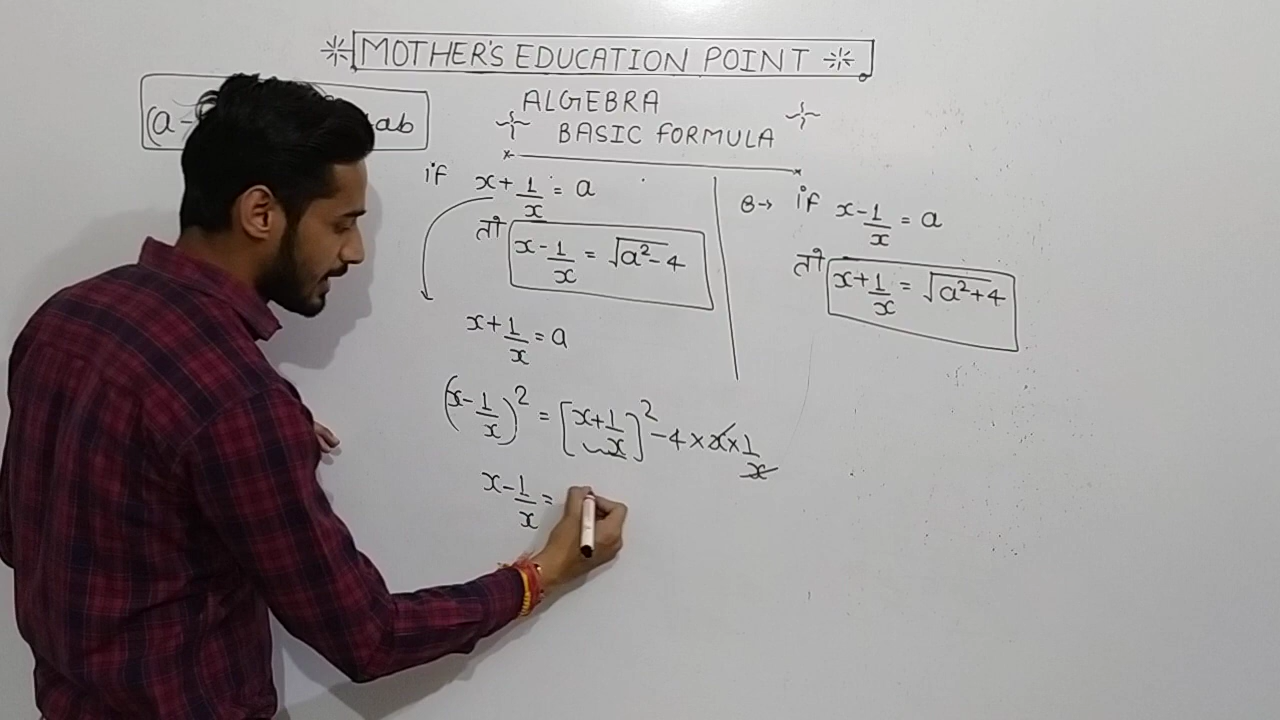 MOTHER'S EDUCATION POINT
ALGEBRA
BASIC FORMULA
(a - ab
if x + 1/x = a
तो x - 1/x = √a² - 4
x + 1/x = a
(x - 1/x)² = [x + 1/x]² - 4 × x × 1/x
x - 1/x =
B→ if x - 1/x = a
तो x + 1/x = √a² + 4